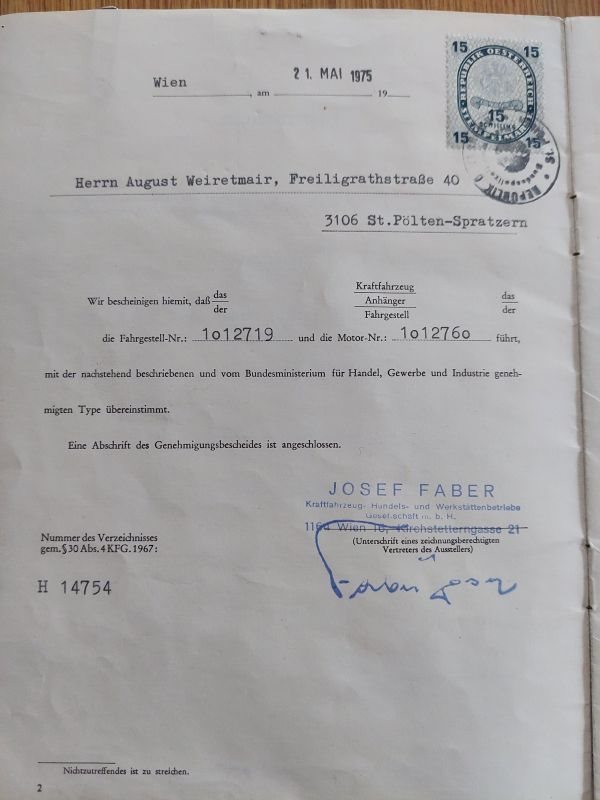 Wien, am 21. MAI 1975 19
15 15
REPUBLIK OESTERREICH
15
SCHILLING
15 15
Herrn August Weiretmair, Freiligrathstraße 40
3106 St.Pölten-Spratzern
Kraftfahrzeug
Wir bescheinigen hiemit, daß das Anhänger das
der Fahrgestell der
die Fahrgestell-Nr.: 1o12719 und die Motor-Nr.: 1o1276o führt,
mit der nachstehend beschriebenen und vom Bundesministerium für Handel, Gewerbe und Industrie geneh-
migten Type übereinstimmt.
Eine Abschrift des Genehmigungsbescheides ist angeschlossen.
JOSEF FABER
Kraftfahrzeug- Handels- und Werkstättenbetriebe
Gesellschaft m. b. H.
1164 Wien 16, Kirchstetterngasse 21
(Unterschrift eines zeichnungsberechtigten
Vertreters des Ausstellers)
Nummer des Verzeichnisses
gem. § 30 Abs. 4 KFG. 1967:
H 14754
Nichtzutreffendes ist zu streichen.
2